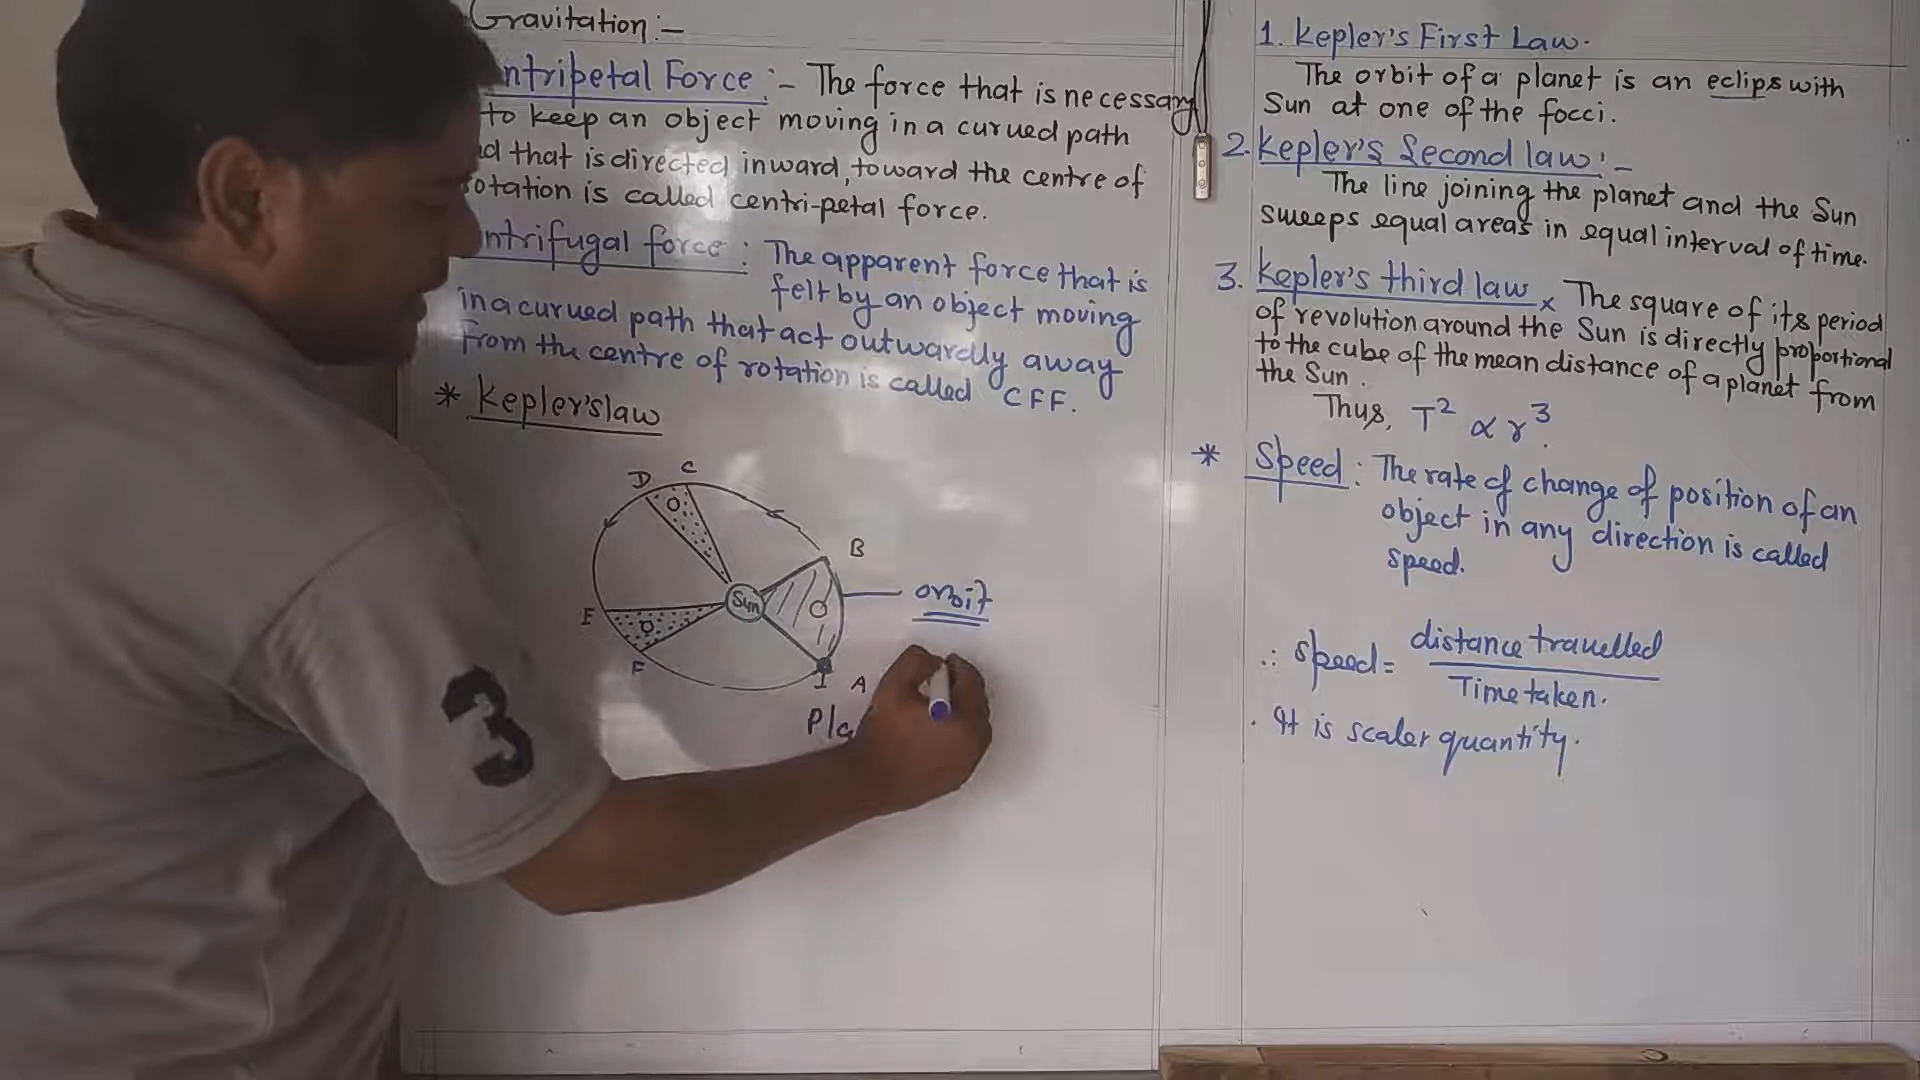 Gravitation :-
ntripetal Force :- The force that is necessary
to keep an object moving in a curved path
d that is directed inward, toward the centre of
otation is called centri-petal force.
ntrifugal force : The apparent force that is
felt by an object moving
in a curved path that act outwardly away
from the centre of rotation is called CFF.
* Kepler's law
D C
B
Sun
orbit
E
F
A
Pla
3
1. Kepler's First Law.
The orbit of a planet is an eclips with
Sun at one of the focci.
2. Kepler's Second law :-
The line joining the planet and the Sun
sweeps equal areas in equal interval of time.
3. Kepler's third law x The square of its period
of revolution around the Sun is directly proportional
to the cube of the mean distance of a planet from
the Sun.
Thus, T² ∝ r³.
* Speed : The rate of change of position of an
object in any direction is called
speed.
∴ speed = distance travelled
Time taken.
. It is scaler quantity.